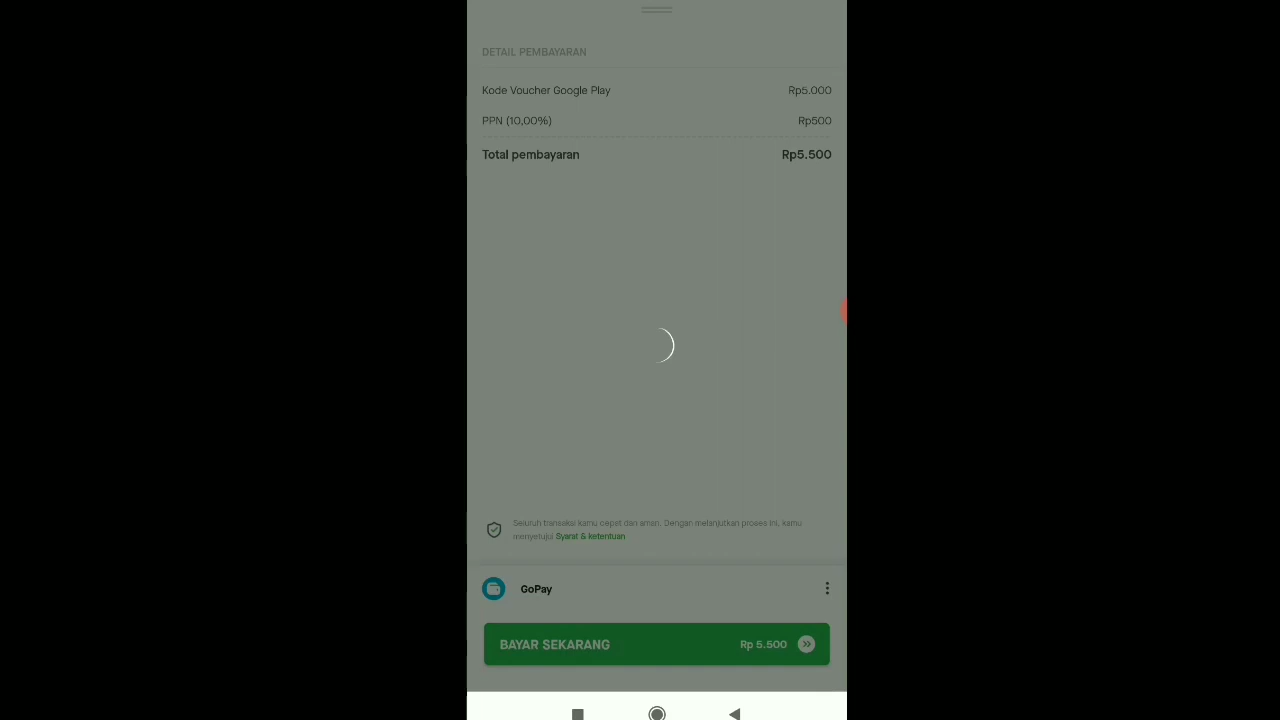 DETAIL PEMBAYARAN
Kode Voucher Google Play Rp5.000
PPN (10,00%) Rp500
Total pembayaran Rp5.500
Seluruh transaksi kamu cepat dan aman. Dengan melanjutkan proses ini, kamu
menyetujui Syarat & ketentuan
GoPay
BAYAR SEKARANG Rp 5.500